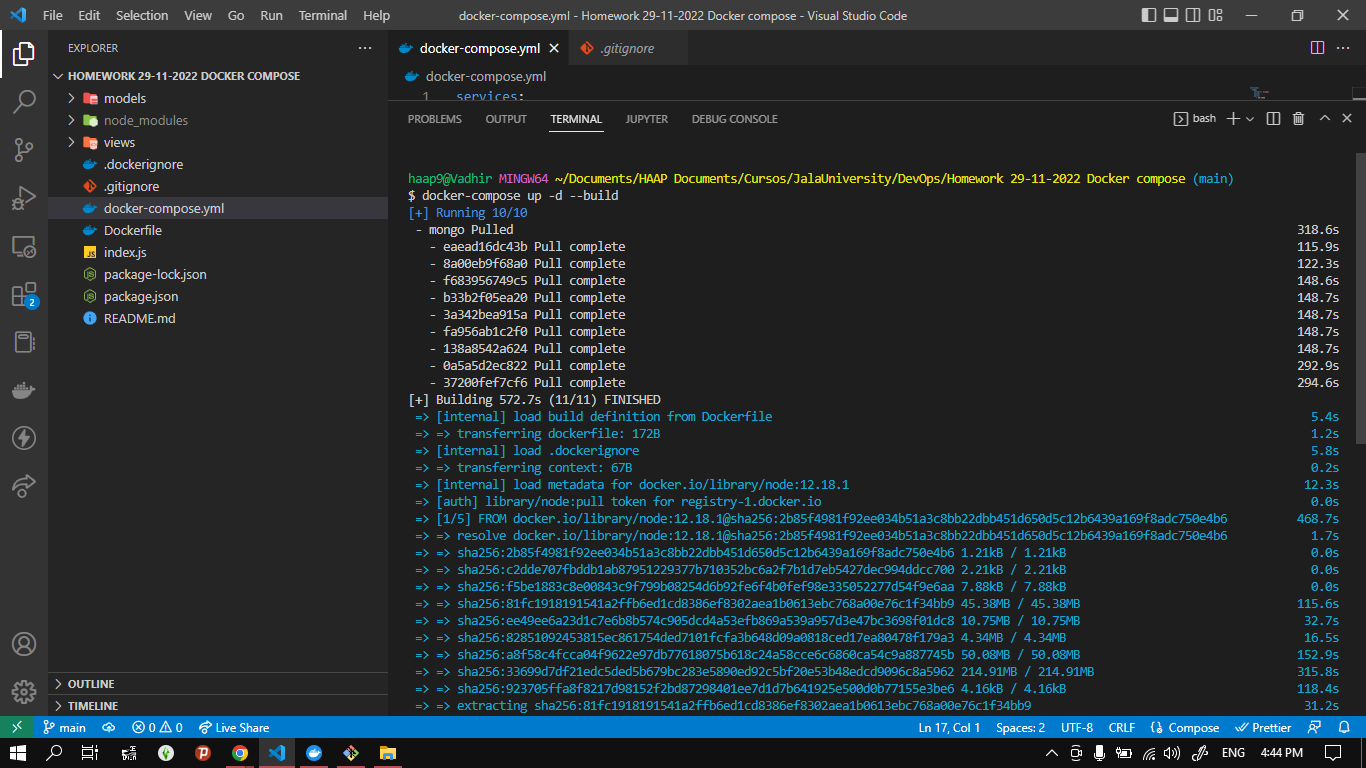 File Edit Selection View Go Run Terminal Help docker-compose.yml - Homework 29-11-2022 Docker compose - Visual Studio Code
EXPLORER
HOMEWORK 29-11-2022 DOCKER COMPOSE
models
node_modules
views
.dockerignore
.gitignore
docker-compose.yml
Dockerfile
index.js
package-lock.json
package.json
README.md
OUTLINE
TIMELINE
2
docker-compose.yml .gitignore
docker-compose.yml
1 services:
PROBLEMS OUTPUT TERMINAL JUPYTER DEBUG CONSOLE bash
haap9@Vadhir MINGW64 ~/Documents/HAAP Documents/Cursos/JalaUniversity/DevOps/Homework 29-11-2022 Docker compose (main)
$ docker-compose up -d --build
[+] Running 10/10
- mongo Pulled 318.6s
- eaead16dc43b Pull complete 115.9s
- 8a00eb9f68a0 Pull complete 122.3s
- f683956749c5 Pull complete 148.6s
- b33b2f05ea20 Pull complete 148.7s
- 3a342bea915a Pull complete 148.7s
- fa956ab1c2f0 Pull complete 148.7s
- 138a8542a624 Pull complete 148.7s
- 0a5a5d2ec822 Pull complete 292.9s
- 37200fef7cf6 Pull complete 294.6s
[+] Building 572.7s (11/11) FINISHED
=> [internal] load build definition from Dockerfile 5.4s
=> => transferring dockerfile: 172B 1.2s
=> [internal] load .dockerignore 5.8s
=> => transferring context: 67B 0.2s
=> [internal] load metadata for docker.io/library/node:12.18.1 12.3s
=> [auth] library/node:pull token for registry-1.docker.io 0.0s
=> [1/5] FROM docker.io/library/node:12.18.1@sha256:2b85f4981f92ee034b51a3c8bb22dbb451d650d5c12b6439a169f8adc750e4b6 468.7s
=> => resolve docker.io/library/node:12.18.1@sha256:2b85f4981f92ee034b51a3c8bb22dbb451d650d5c12b6439a169f8adc750e4b6 1.7s
=> => sha256:2b85f4981f92ee034b51a3c8bb22dbb451d650d5c12b6439a169f8adc750e4b6 1.21kB / 1.21kB 0.0s
=> => sha256:c2dde707fbddb1ab87951229377b710352bc6a2f7b1d7eb5427dec994ddcc700 2.21kB / 2.21kB 0.0s
=> => sha256:f5be1883c8e00843c9f799b08254d6b92fe6f4b0fef98e335052277d54f9e6aa 7.88kB / 7.88kB 0.0s
=> => sha256:81fc1918191541a2ffb6ed1cd8386ef8302aea1b0613ebc768a00e76c1f34bb9 45.38MB / 45.38MB 115.6s
=> => sha256:ee49ee6a23d1c7e6b8b574c905dcd4a53efb869a539a957d3e47bc3698f01dc8 10.75MB / 10.75MB 32.7s
=> => sha256:82851092453815ec861754ded7101fcfa3b648d09a0818ced17ea80478f179a3 4.34MB / 4.34MB 16.5s
=> => sha256:a8f58c4fcca04f9622e97db77618075b618c24a58cce6c6860ca54c9a887745b 50.08MB / 50.08MB 152.9s
=> => sha256:33699d7df21edc5ded5b679bc283e5890ed92c5bf20e53b48edcd9096c8a5962 214.91MB / 214.91MB 315.8s
=> => sha256:923705ffa8f8217d98152f2bd87298401ee7d1d7b641925e500d0b77155e3be6 4.16kB / 4.16kB 118.4s
=> => extracting sha256:81fc1918191541a2ffb6ed1cd8386ef8302aea1b0613ebc768a00e76c1f34bb9 31.2s
main 0 0 Live Share Ln 17, Col 1 Spaces: 2 UTF-8 CRLF Compose Prettier
ENG 4:44 PM